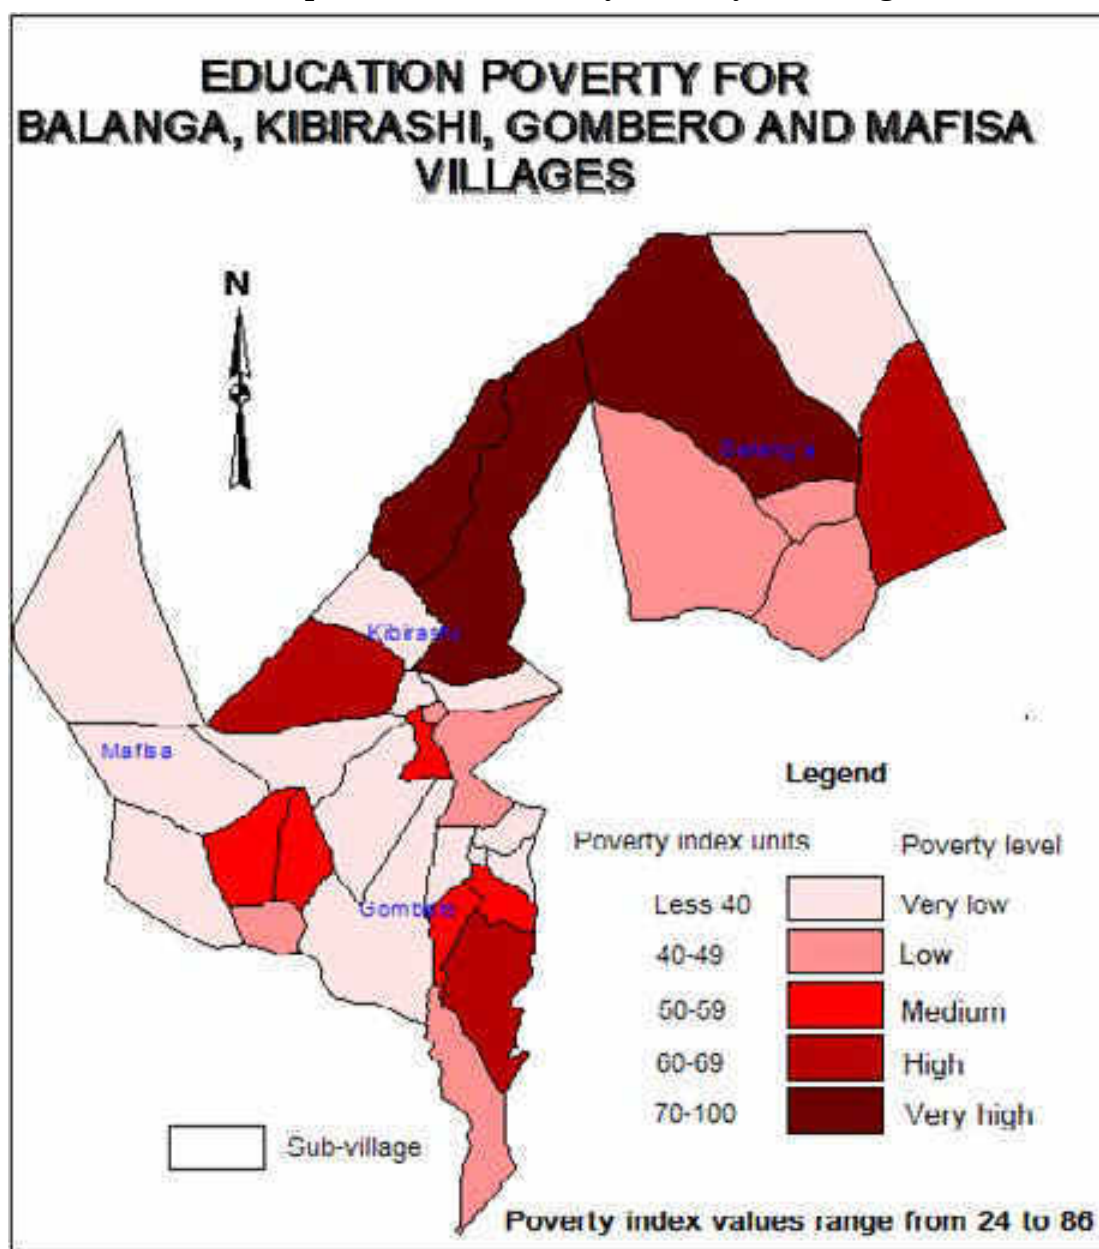 EDUCATION POVERTY FOR
BALANGA, KIBIRASHI, GOMBERO AND MAFISA
VILLAGES
N
Kibirashi
Mafisa
Legend
Poverty index units Poverty level
Less 40 Very low
40-49 Low
50-59 Medium
60-69 High
70-100 Very high
Sub-village
Poverty index values range from 24 to 86